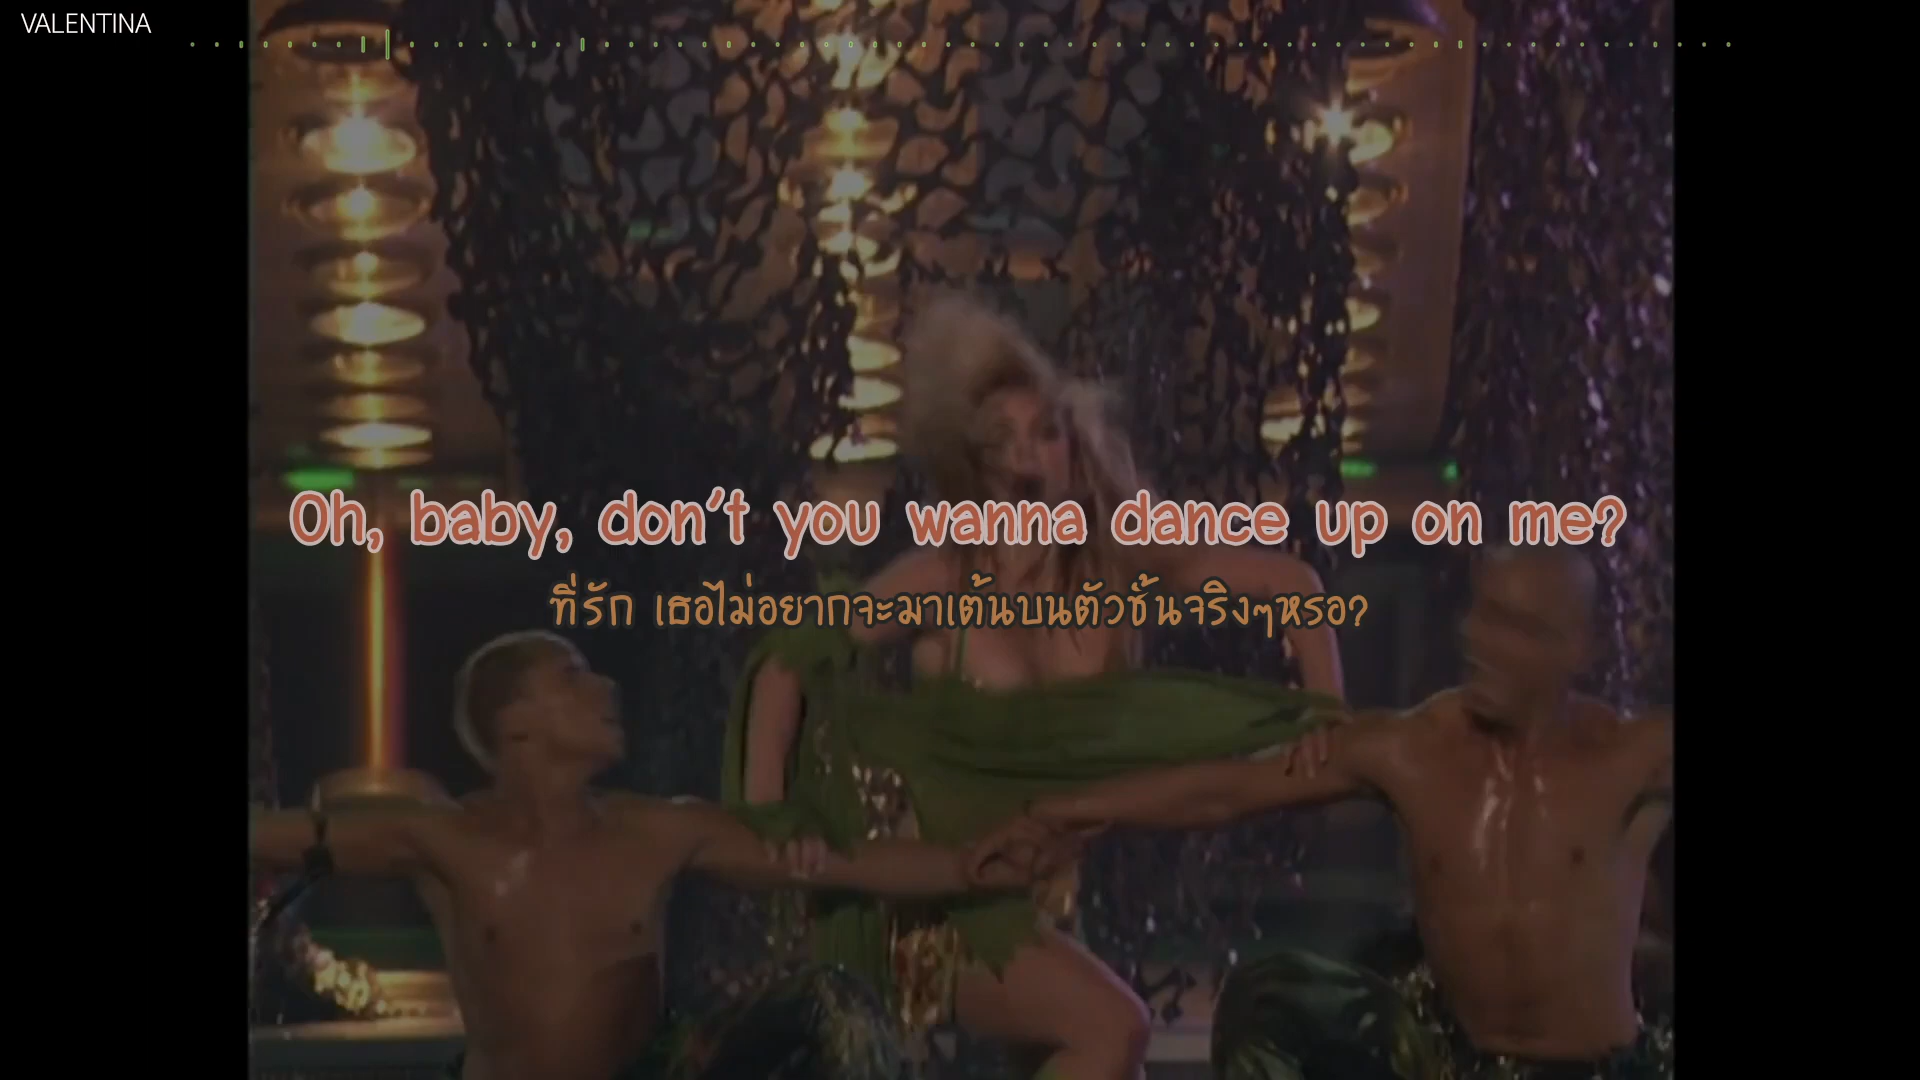 VALENTINA
Oh, baby, don't you wanna dance up on me?
ที่รัก เธอไม่อยากจะมาเต้นบนตัวชั้นจริงๆหรอ?